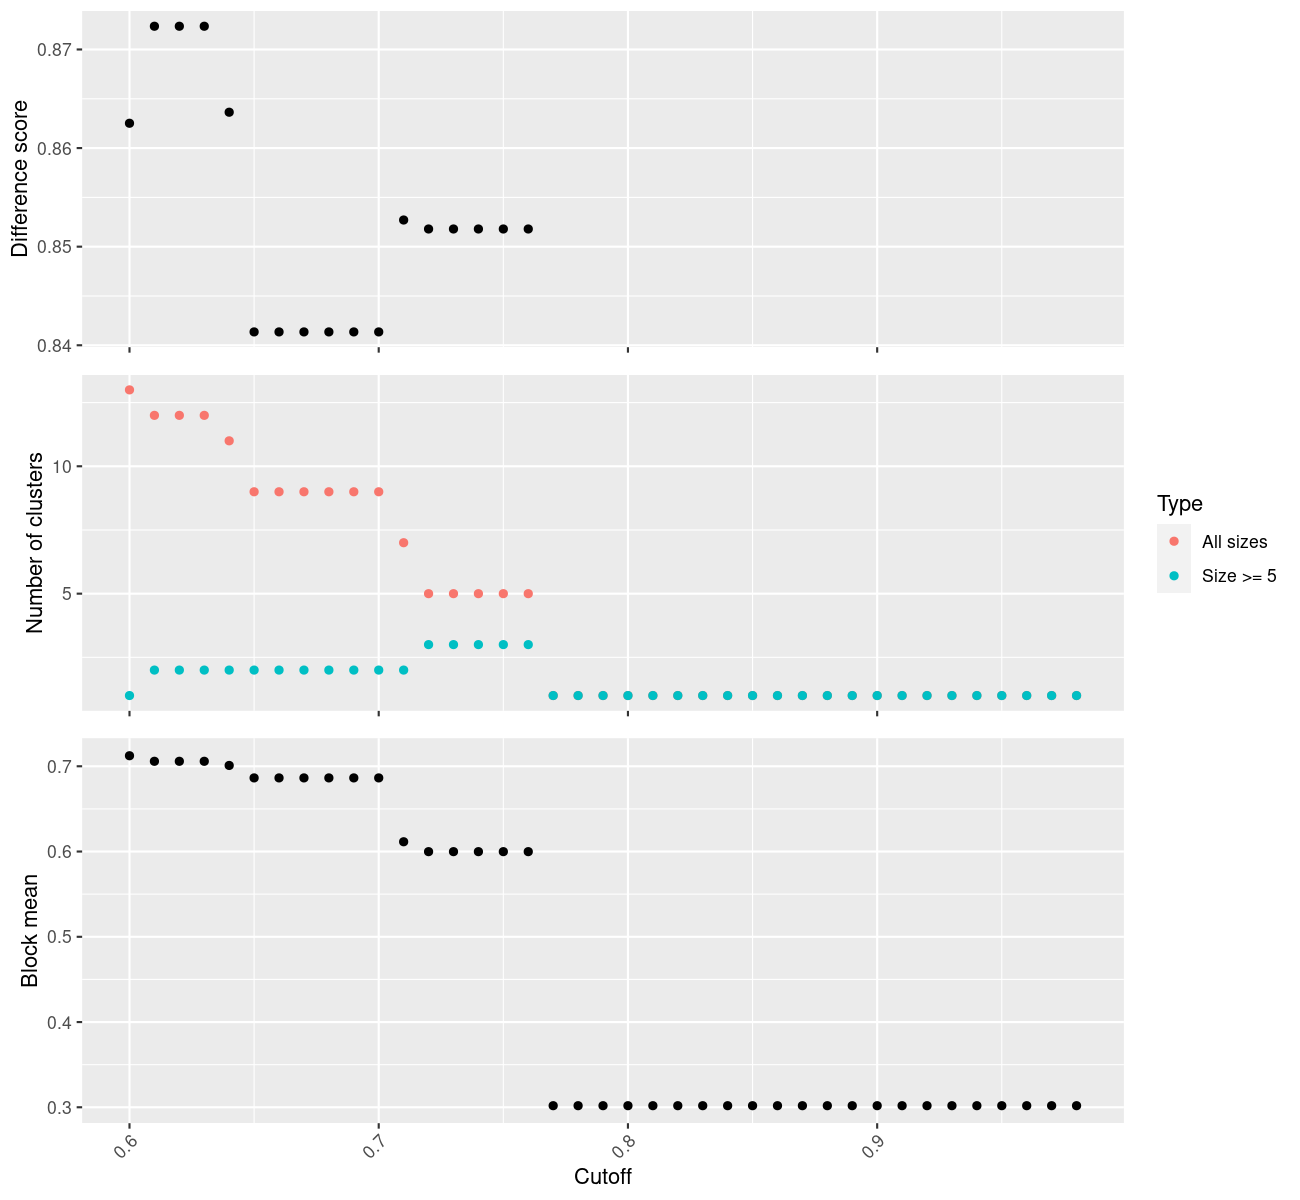 Difference score
0.87
0.86
0.85
0.84
Number of clusters
10
5
Type
All sizes
Size >= 5
Block mean
0.7
0.6
0.5
0.4
0.3
0.6
0.7
0.8
0.9
Cutoff